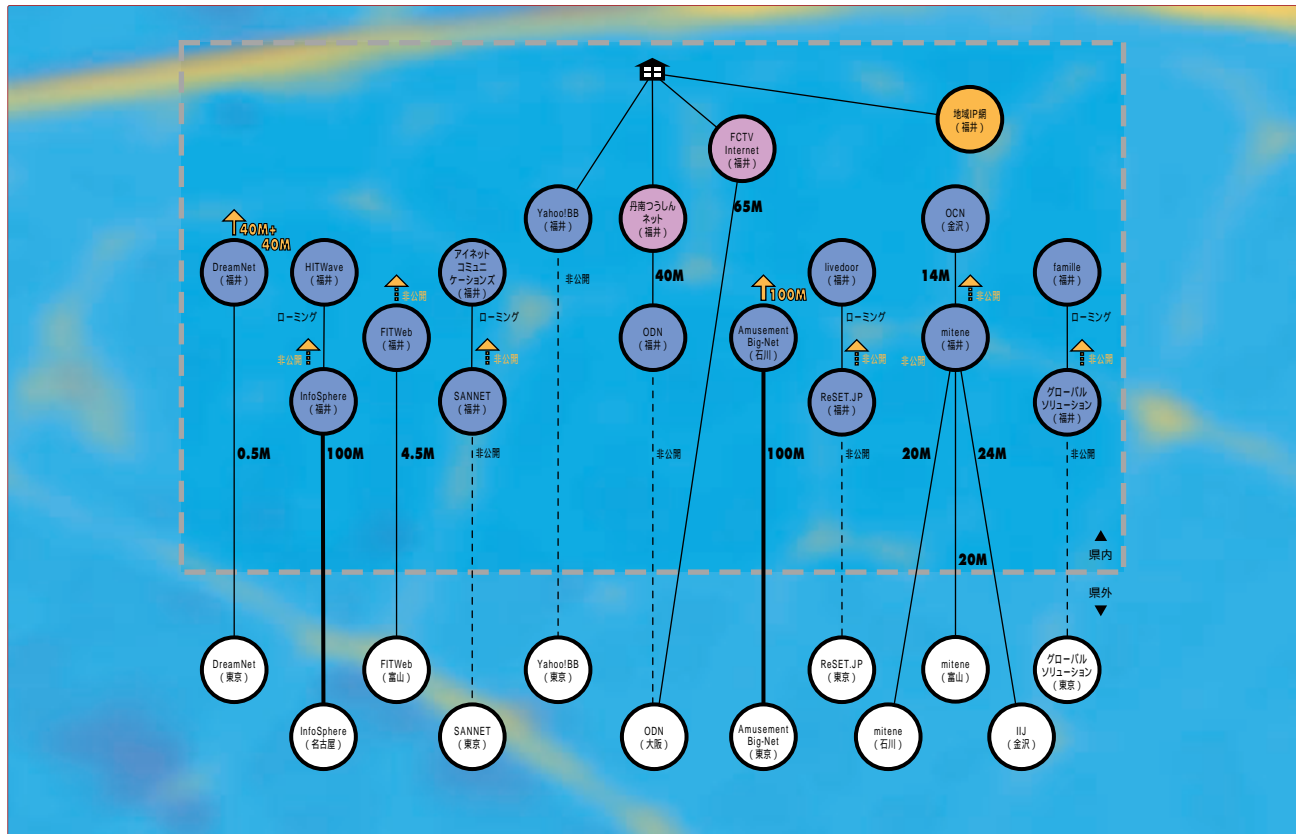 地域IP網
(福井)
FCTV
Internet
(福井)
Yahoo!BB
(福井)
丹南つうしん
ネット
(福井)
65M
OCN
(金沢)
40M+
40M
DreamNet
(福井)
HITWave
(福井)
アイネット
コミュニ
ケーションズ
(福井)
非公開
40M
livedoor
(福井)
14M
famille
(福井)
非公開
100M
非公開
ローミング
FITWeb
(福井)
ローミング
ODN
(福井)
Amusement
Big-Net
(石川)
ローミング
mitene
(福井)
ローミング
非公開
非公開
非公開
非公開
非公開
InfoSphere
(福井)
SANNET
(福井)
ReSET.JP
(福井)
グローバル
ソリューション
(福井)
0.5M
100M
4.5M
非公開
非公開
100M
非公開
20M
24M
非公開
20M
県内
県外
DreamNet
(東京)
FITWeb
(富山)
Yahoo!BB
(東京)
ReSET.JP
(東京)
mitene
(富山)
グローバル
ソリューション
(東京)
InfoSphere
(名古屋)
SANNET
(東京)
ODN
(大阪)
Amusement
Big-Net
(東京)
mitene
(石川)
IIJ
(金沢)